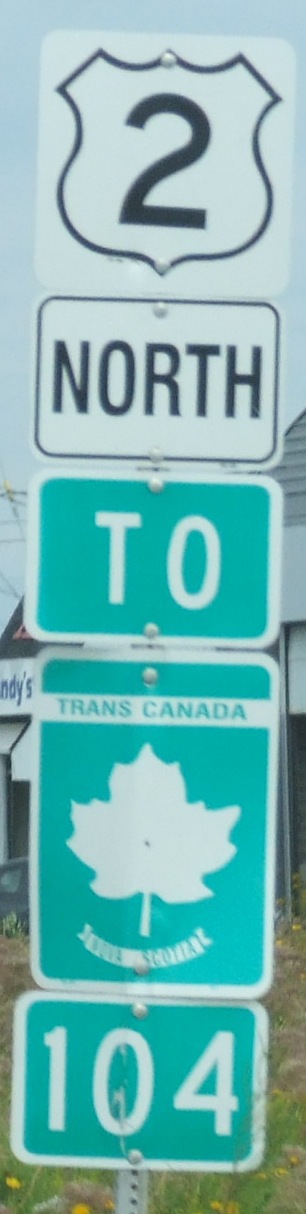 2
NORTH
TO
TRANS CANADA
NOVA SCOTIA
104